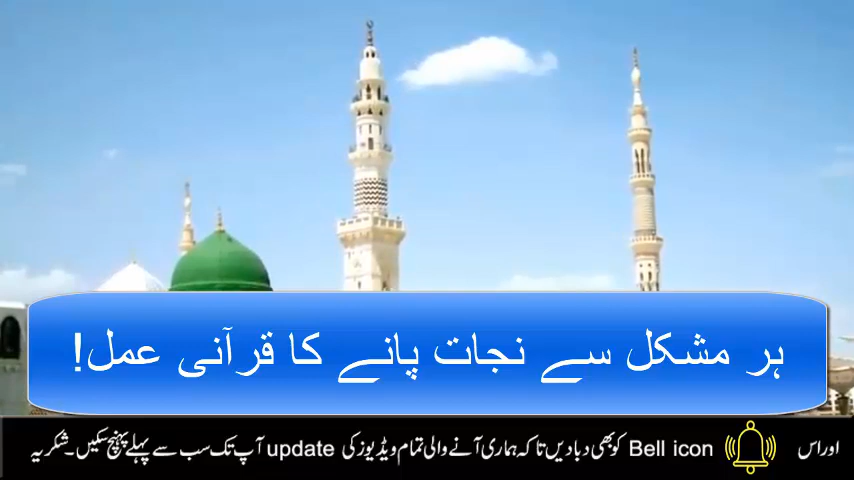 ہر مشکل سے نجات پانے کا قرآنی عمل!
اور اس Bell icon کو بھی دبا دیں تا کہ ہماری آنے والی تمام ویڈیوز کی update آپ تک سب سے پہلے پہنچ سکیں۔ شکریہ